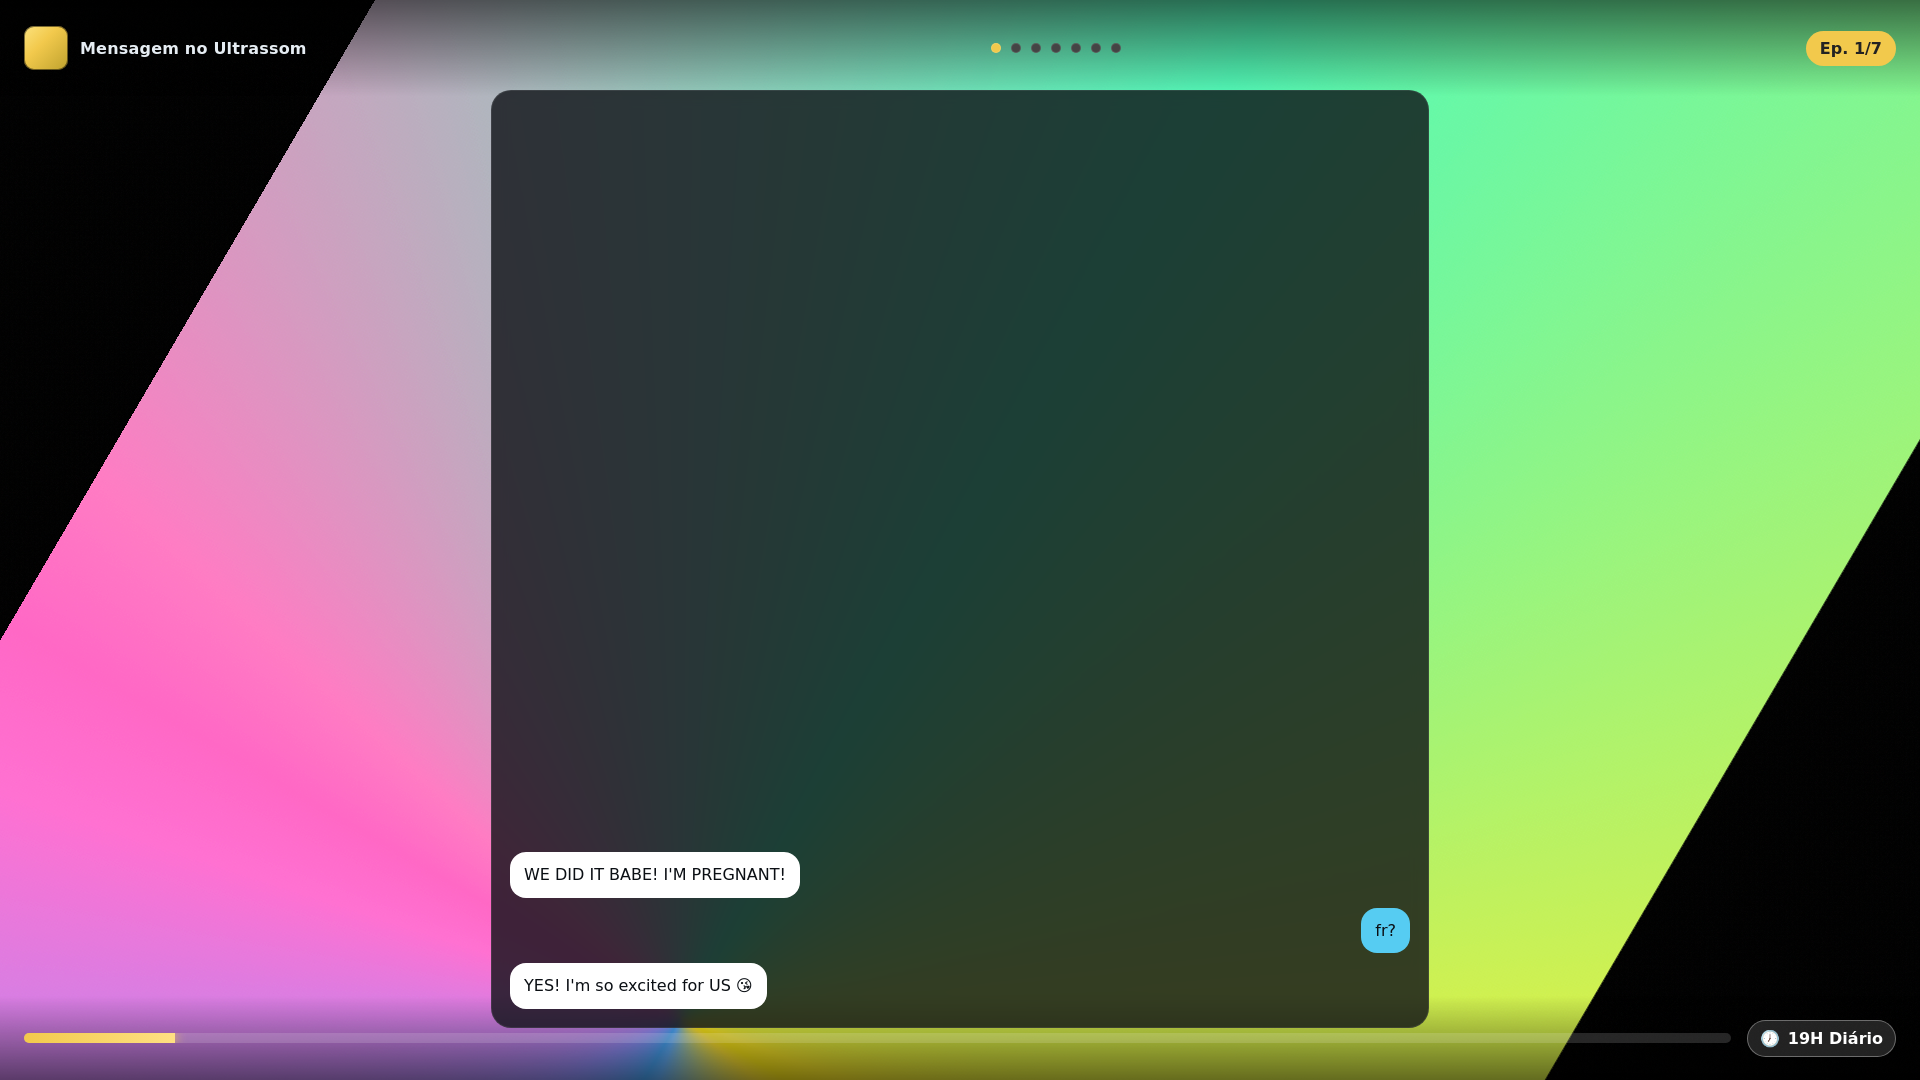 Mensagem no Ultrassom
Ep. 1/7
WE DID IT BABE! I'M PREGNANT!
fr?
YES! I'm so excited for US 😘
19H Diário